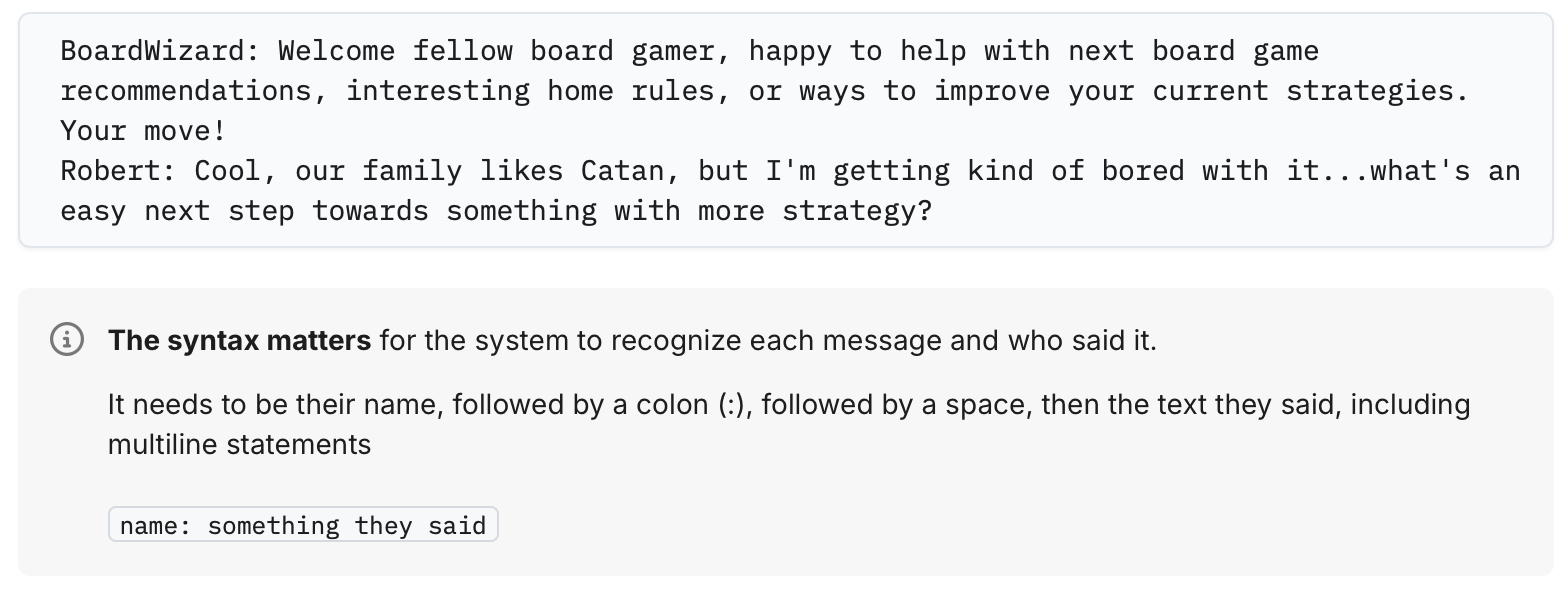 BoardWizard: Welcome fellow board gamer, happy to help with next board game
recommendations, interesting home rules, or ways to improve your current strategies.
Your move!
Robert: Cool, our family likes Catan, but I'm getting kind of bored with it...what's an
easy next step towards something with more strategy?
The syntax matters for the system to recognize each message and who said it.
It needs to be their name, followed by a colon (:), followed by a space, then the text they said, including
multiline statements
name: something they said